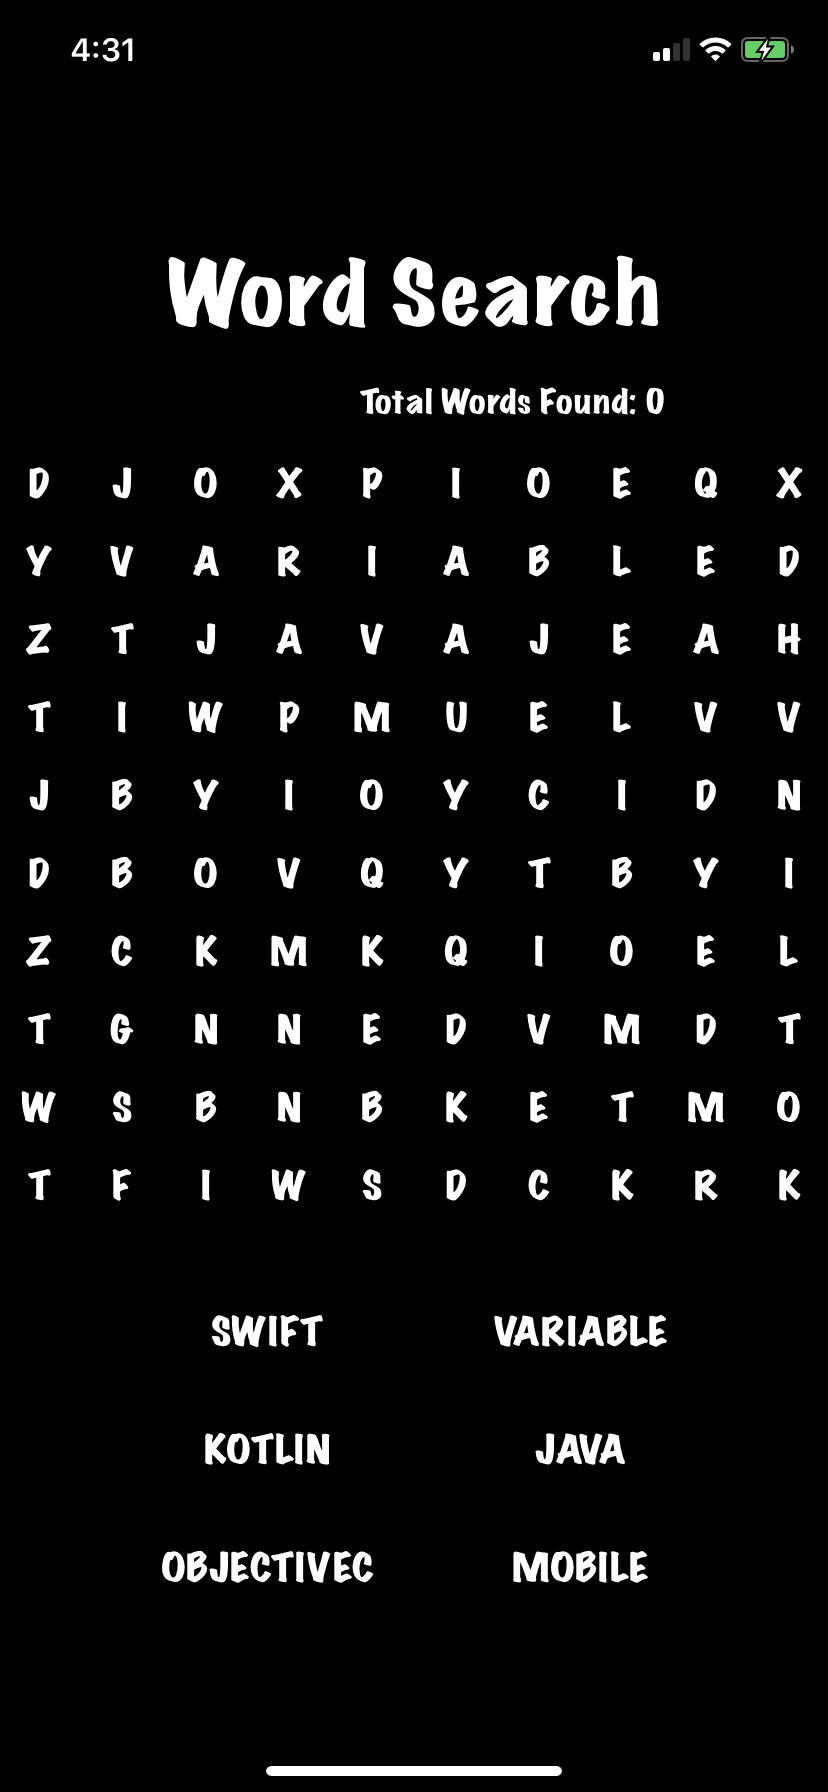 4:31
Word Search
Total Words Found: 0
D J O X P I O E Q X
Y V A R I A B L E D
Z T J A V A J E A H
T I W P M U E L V V
J B Y I O Y C I D N
D B O V Q Y T B Y I
Z C K M K Q I O E L
T G N N E D V M D T
W S B N B K E T M O
T F I W S D C K R K
SWIFT VARIABLE
KOTLIN JAVA
OBJECTIVEC MOBILE